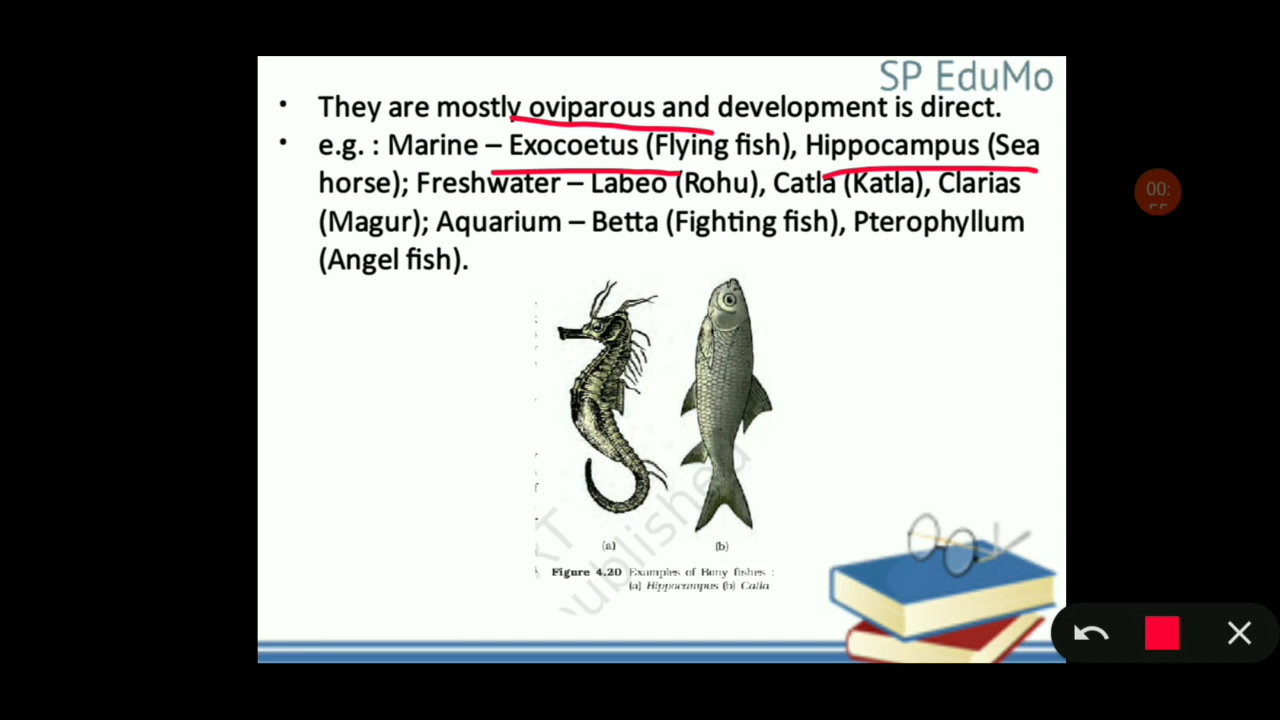 SP EduMo
• They are mostly oviparous and development is direct.
• e.g. : Marine – Exocoetus (Flying fish), Hippocampus (Sea
horse); Freshwater – Labeo (Rohu), Catla (Katla), Clarias
(Magur); Aquarium – Betta (Fighting fish), Pterophyllum
(Angel fish).
00:
(a) (b)
Figure 4.20 Examples of Bony fishes :
(a) Hippocampus (b) Catla